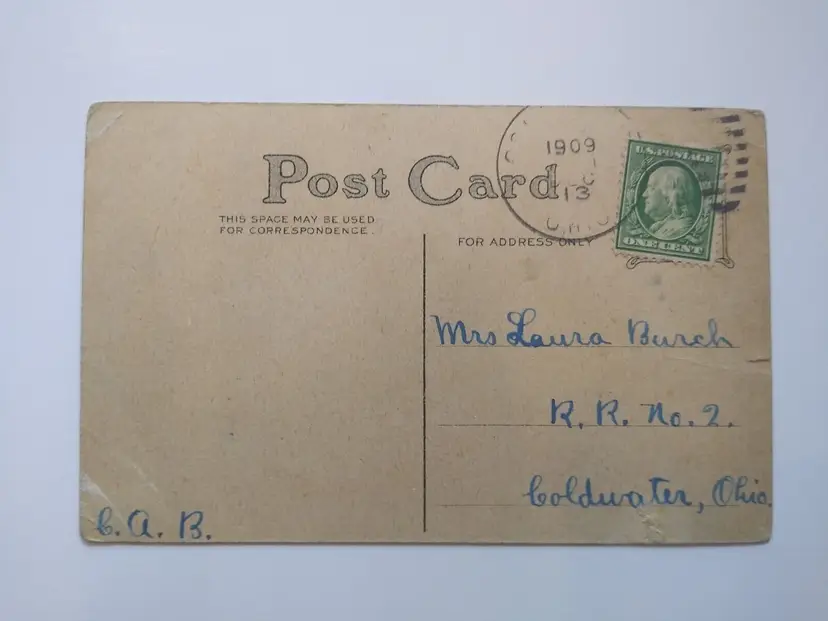 Post Card
THIS SPACE MAY BE USED
FOR CORRESPONDENCE.
FOR ADDRESS ONLY
1909
13
U.S. POSTAGE
ONE CENT
Mrs Laura Burch
R. R. No. 2.
Coldwater, Ohio.
C. A. B.